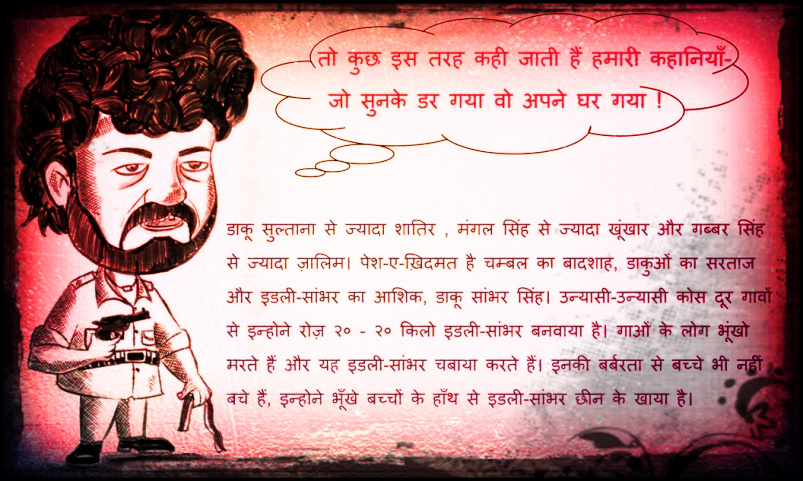 तो कुछ इस तरह कही जाती हैं हमारी कहानियाँ-
जो सुनके डर गया वो अपने घर गया !
डाकू सुल्ताना से ज्यादा शातिर , मंगल सिंह से ज्यादा खूंखार और गब्बर सिंह
से ज्यादा ज़ालिम। पेश-ए-ख़िदमत है चम्बल का बादशाह, डाकुओं का सरताज
और इडली-सांभर का आशिक, डाकू सांभर सिंह। उन्यासी-उन्यासी कोस दूर गावों
से इन्होने रोज़ २० - २० किलो इडली-सांभर बनवाया है। गाओं के लोग भूंखो
मरते हैं और यह इडली-सांभर चबाया करते हैं। इनकी बर्बरता से बच्चे भी नहीं
बचे हैं, इन्होने भूँखे बच्चों के हाँथ से इडली-सांभर छीन के खाया है।